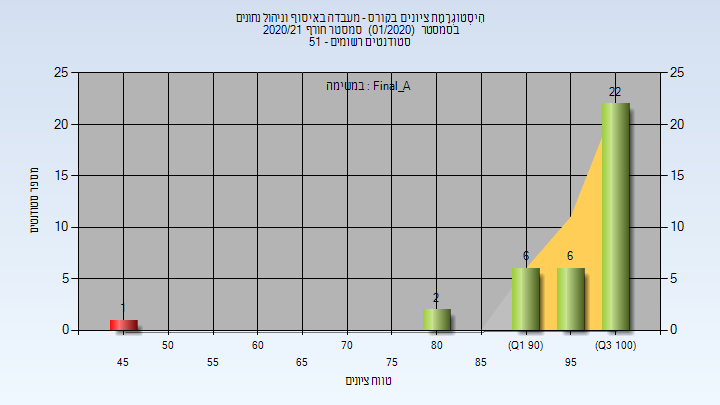 היסטוגרמת ציונים בקורס - מעבדה באיסוף וניהול נתונים
בסמסטר (01/2020) סמסטר חורף 2020/21
סטודנטים רשומים - 51
במשימה : Final_A
25 25
20 20
15 15
10 10
5 5
0 0
מספר סטודנטים
1 2 6 6 22
50 60 70 80 (Q1 90) (Q3 100)
45 55 65 75 85 95
טווח ציונים